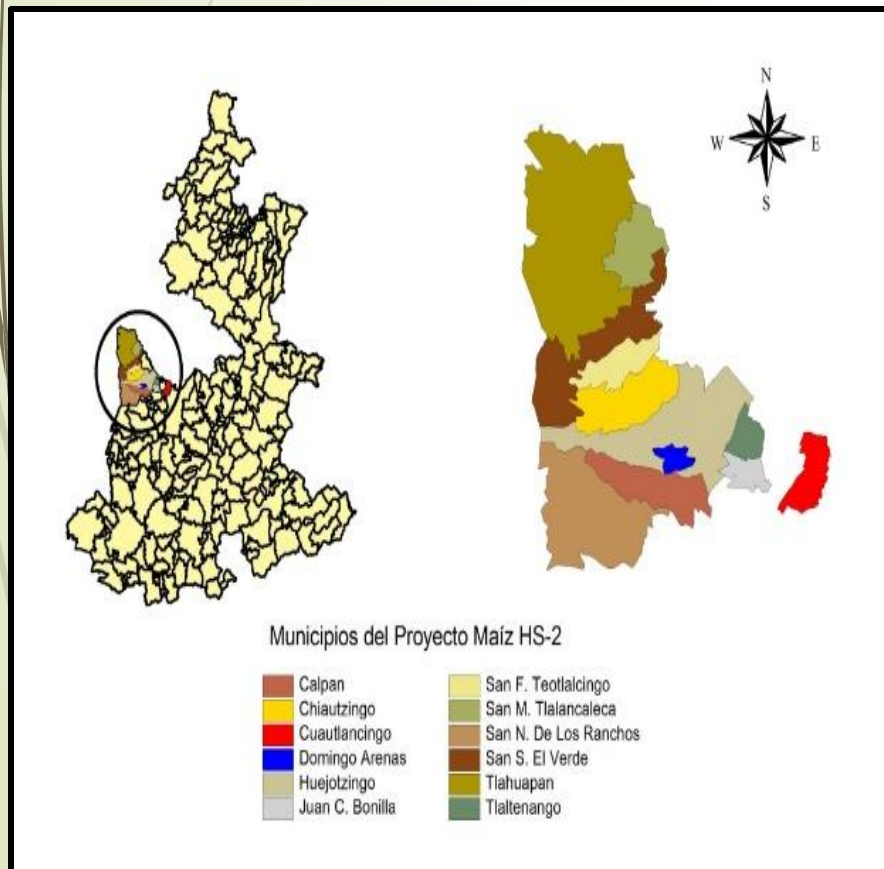 N
W E
S
Municipios del Proyecto Maíz HS-2
Calpan
Chiautzingo
Cuautlancingo
Domingo Arenas
Huejotzingo
Juan C. Bonilla
San F. Teotlalcingo
San M. Tlalancaleca
San N. De Los Ranchos
San S. El Verde
Tlahuapan
Tlaltenango